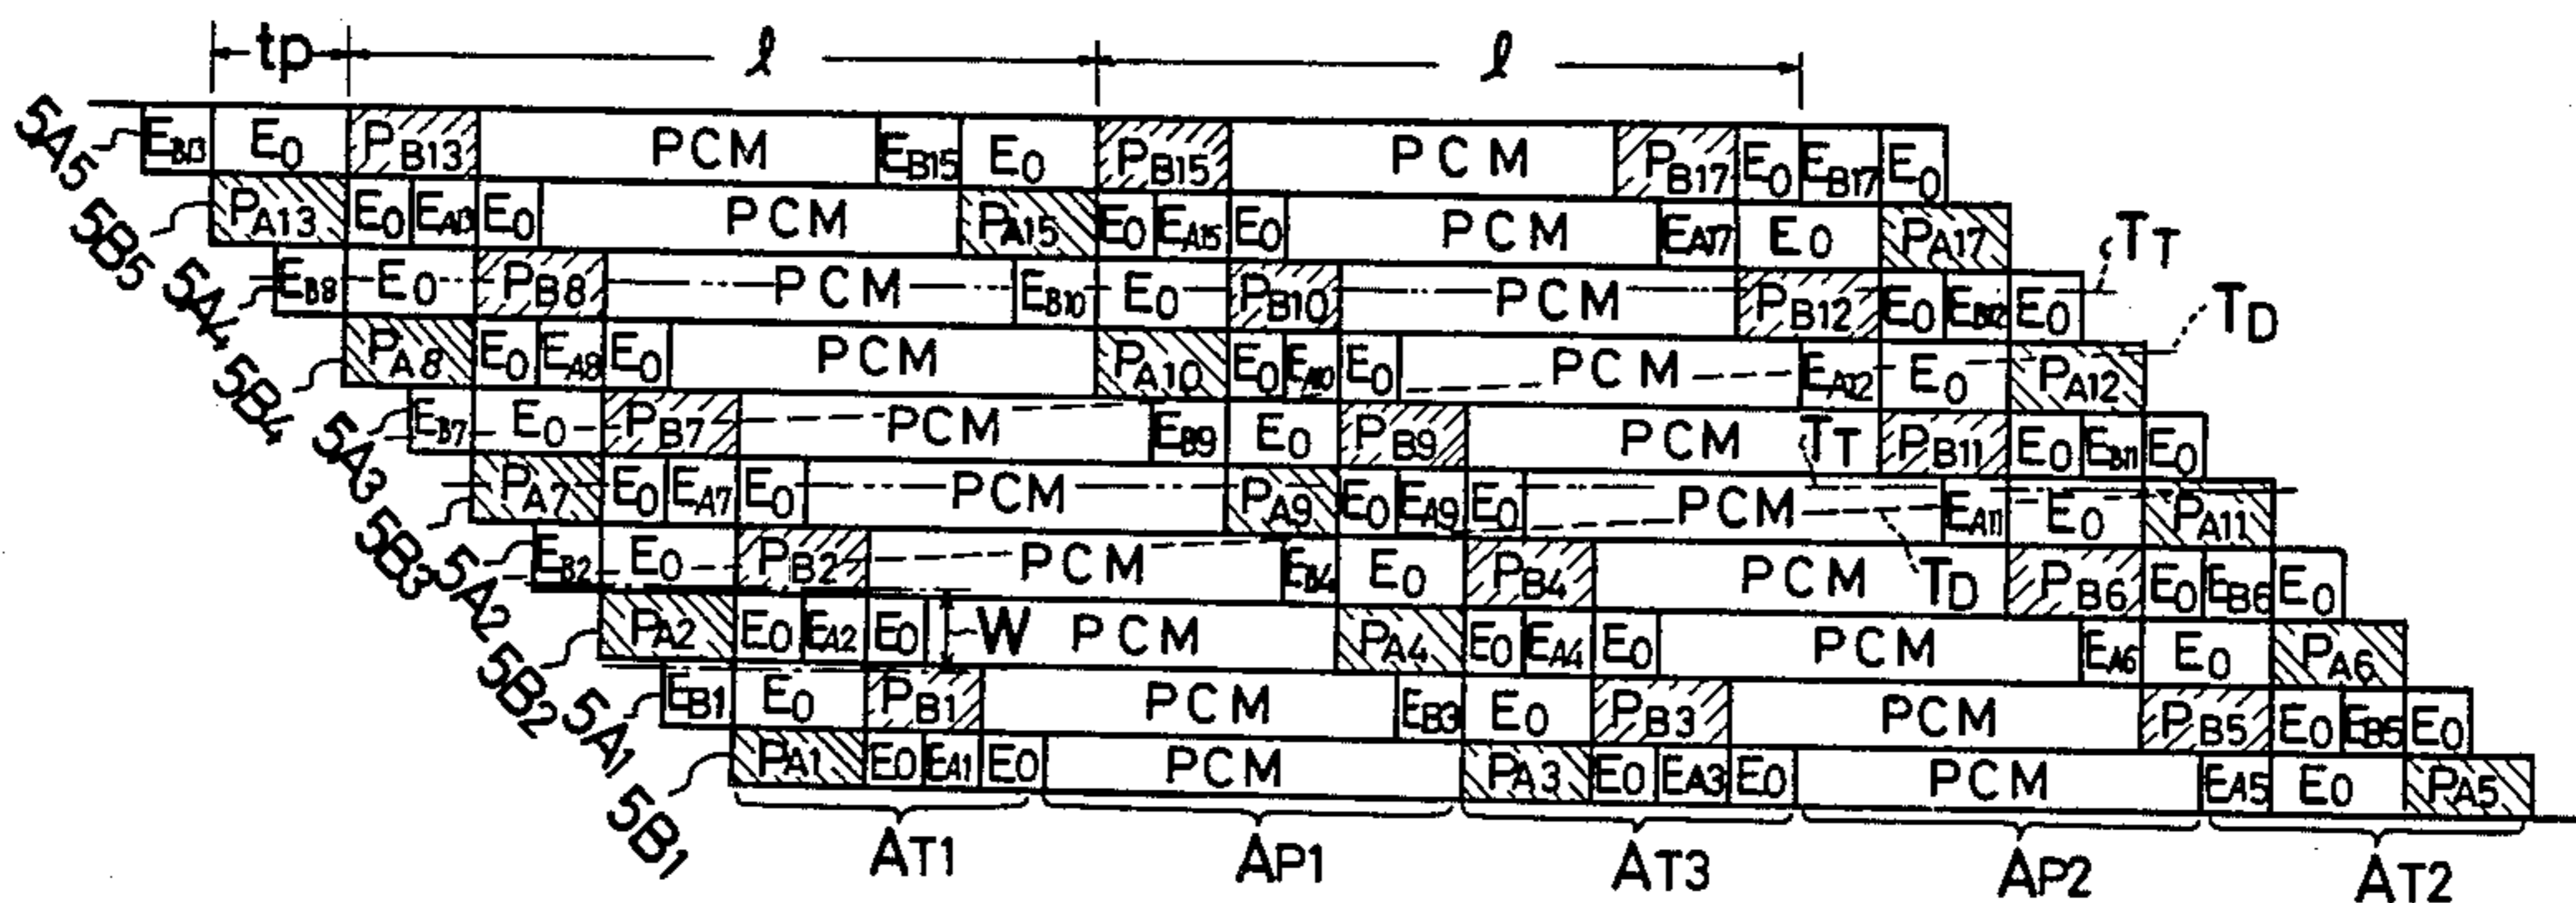 tp l l
5A5 EB13 E0 PB13 PCM EB15 E0 PB15 PCM PB17 E0 EB17 E0
5B5 PA13 E0 EA13 E0 PCM PA15 E0 EA15 E0 PCM EA17 E0 PA17
TT
5A4 EB8 E0 PB8 PCM EB10 E0 PB10 PCM PB12 E0 EB12 E0
TD
5B4 PA8 E0 EA8 E0 PCM PA10 E0 EA10 E0 PCM EA12 E0 PA12
5A3 EB7 E0 PB7 PCM EB9 E0 PB9 PCM PB11 E0 EB11 E0
TT
5B3 PA7 E0 EA7 E0 PCM PA9 E0 EA9 E0 PCM EA11 E0 PA11
5A2 EB2 E0 PB2 PCM EB4 E0 PB4 PCM TD PB6 E0 EB6 E0
5B2 PA2 E0 EA2 E0 W PCM PA4 E0 EA4 E0 PCM EA6 E0 PA6
5A1 EB1 E0 PB1 PCM EB3 E0 PB3 PCM PB5 E0 EB5 E0
5B1 PA1 E0 EA1 E0 PCM PA3 E0 EA3 E0 PCM EA5 E0 PA5
AT1 AP1 AT3 AP2 AT2